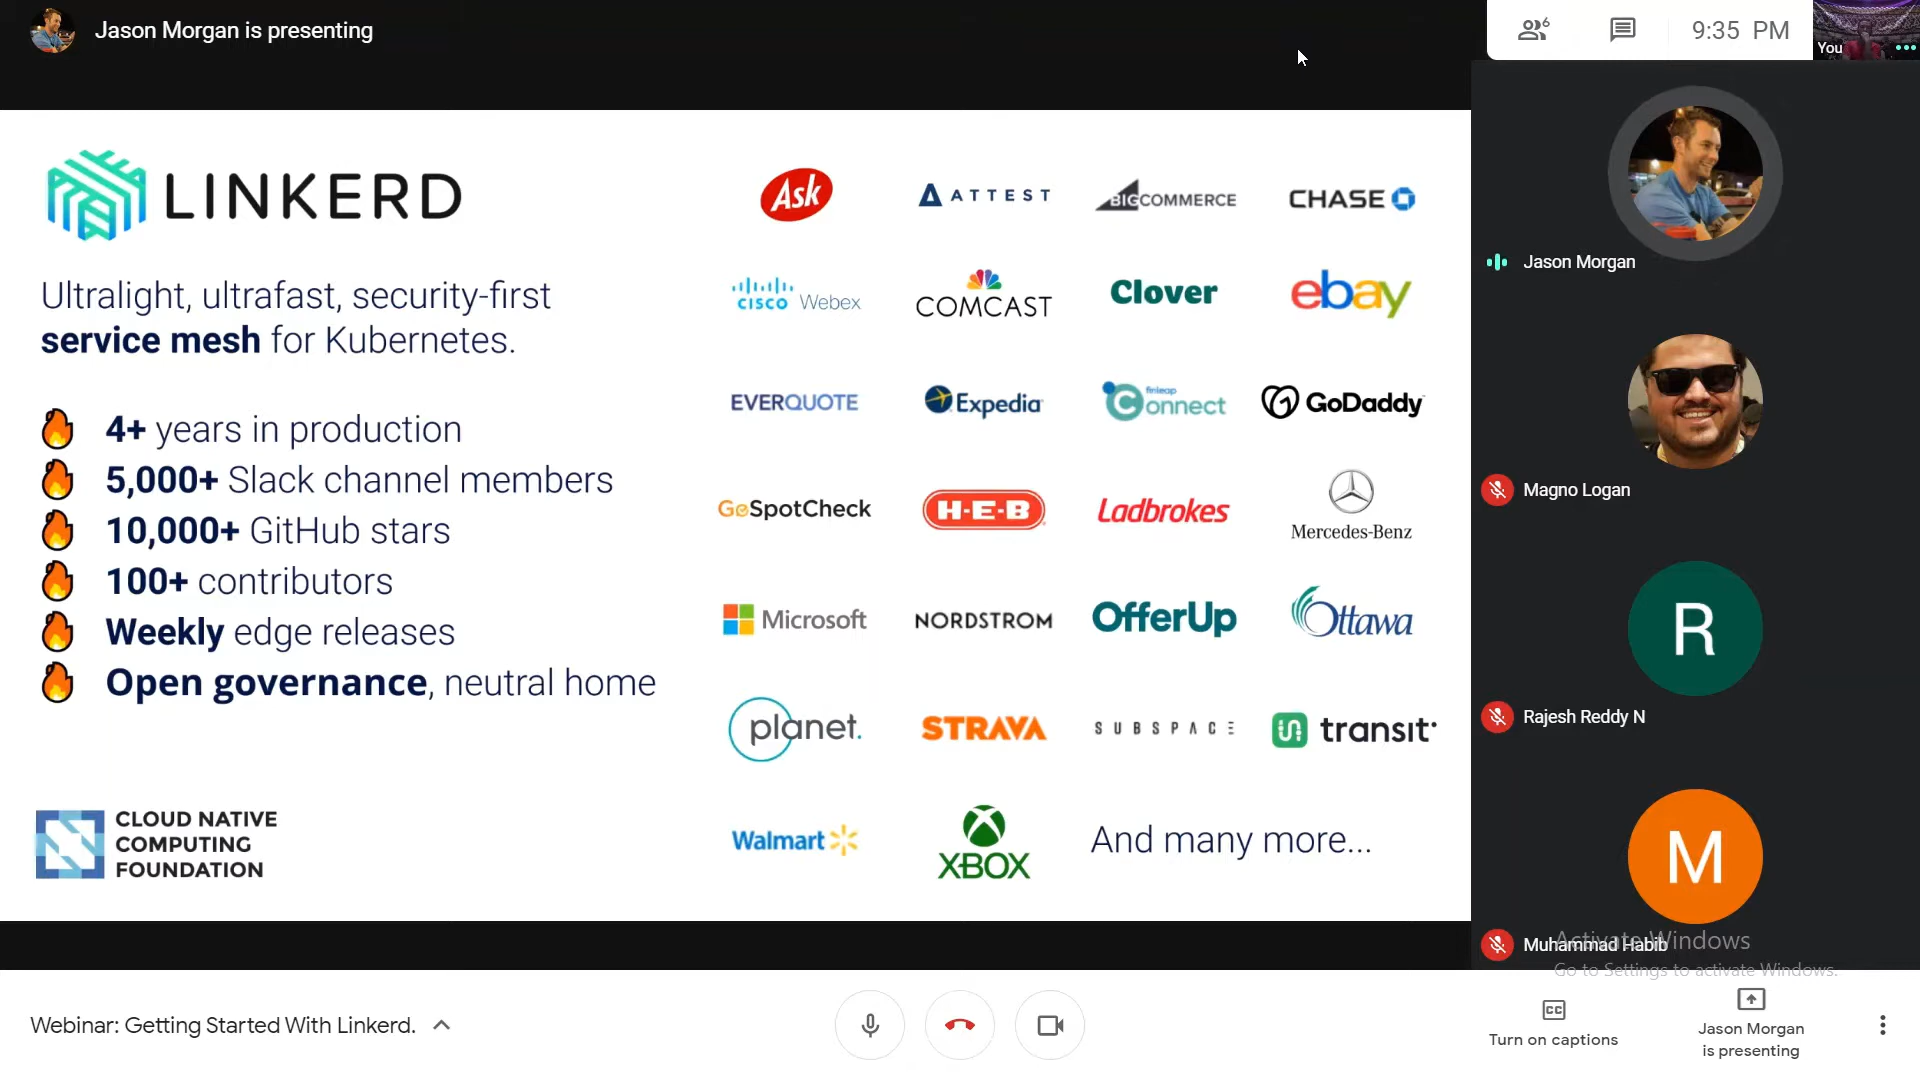 Jason Morgan is presenting
6
9:35 PM
You
LINKERD
Ultralight, ultrafast, security-first
service mesh for Kubernetes.
4+ years in production
5,000+ Slack channel members
10,000+ GitHub stars
100+ contributors
Weekly edge releases
Open governance, neutral home
CLOUD NATIVE
COMPUTING
FOUNDATION
Ask
ATTEST
BIGCOMMERCE
CHASE
CISCO Webex
COMCAST
Clover
ebay
EVERQUOTE
Expedia
finleap
Connect
GoDaddy
GoSpotCheck
H-E-B
Ladbrokes
Mercedes-Benz
Microsoft
NORDSTROM
OfferUp
Ottawa
planet.
STRAVA
SUBSPACE
transit
Walmart
XBOX
And many more...
Jason Morgan
Magno Logan
R
Rajesh Reddy N
M
Muhammad Habib
Activate Windows
Go to Settings to activate Windows.
Webinar: Getting Started With Linkerd.
CC
Turn on captions
Jason Morgan
is presenting